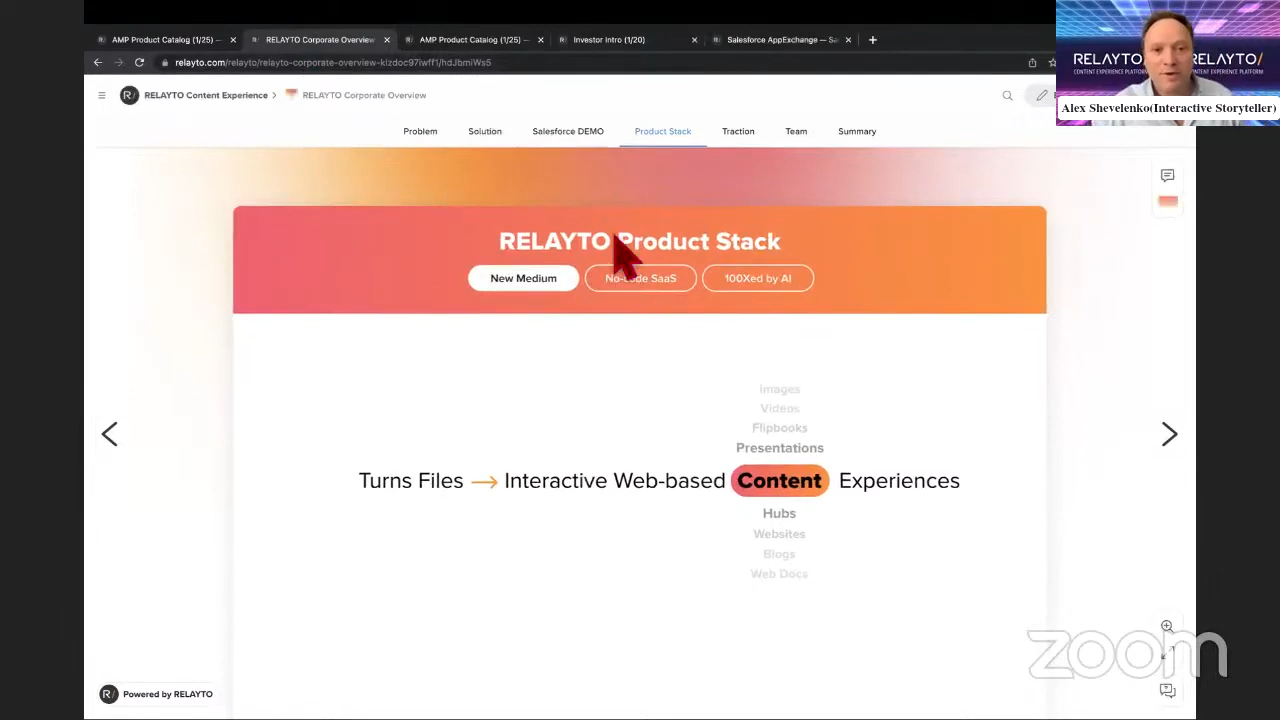 AMP Product Catalog (1/25) —
RELAYTO Corporate Over
AMP Product Catalog (1
Investor Intro (1/20)
Salesforce AppExchange —
relayto.com/relayto/relayto-corporate-overview-kizdoc97iwff1/hdJbmiWs5
RELAYTO/
CONTENT EXPERIENCE PLATFORM
RELAYTO/
CONTENT EXPERIENCE PLATFORM
Alex Shevelenko(Interactive Storyteller)
R/ RELAYTO Content Experience > RELAYTO Corporate Overview
Problem Solution Salesforce DEMO Product Stack Traction Team Summary
RELAYTO Product Stack
New Medium No-code SaaS 100Xed by AI
Images
Videos
Flipbooks
Presentations
Turns Files → Interactive Web-based Content Experiences
Hubs
Websites
Blogs
Web Docs
zoom
R/ Powered by RELAYTO